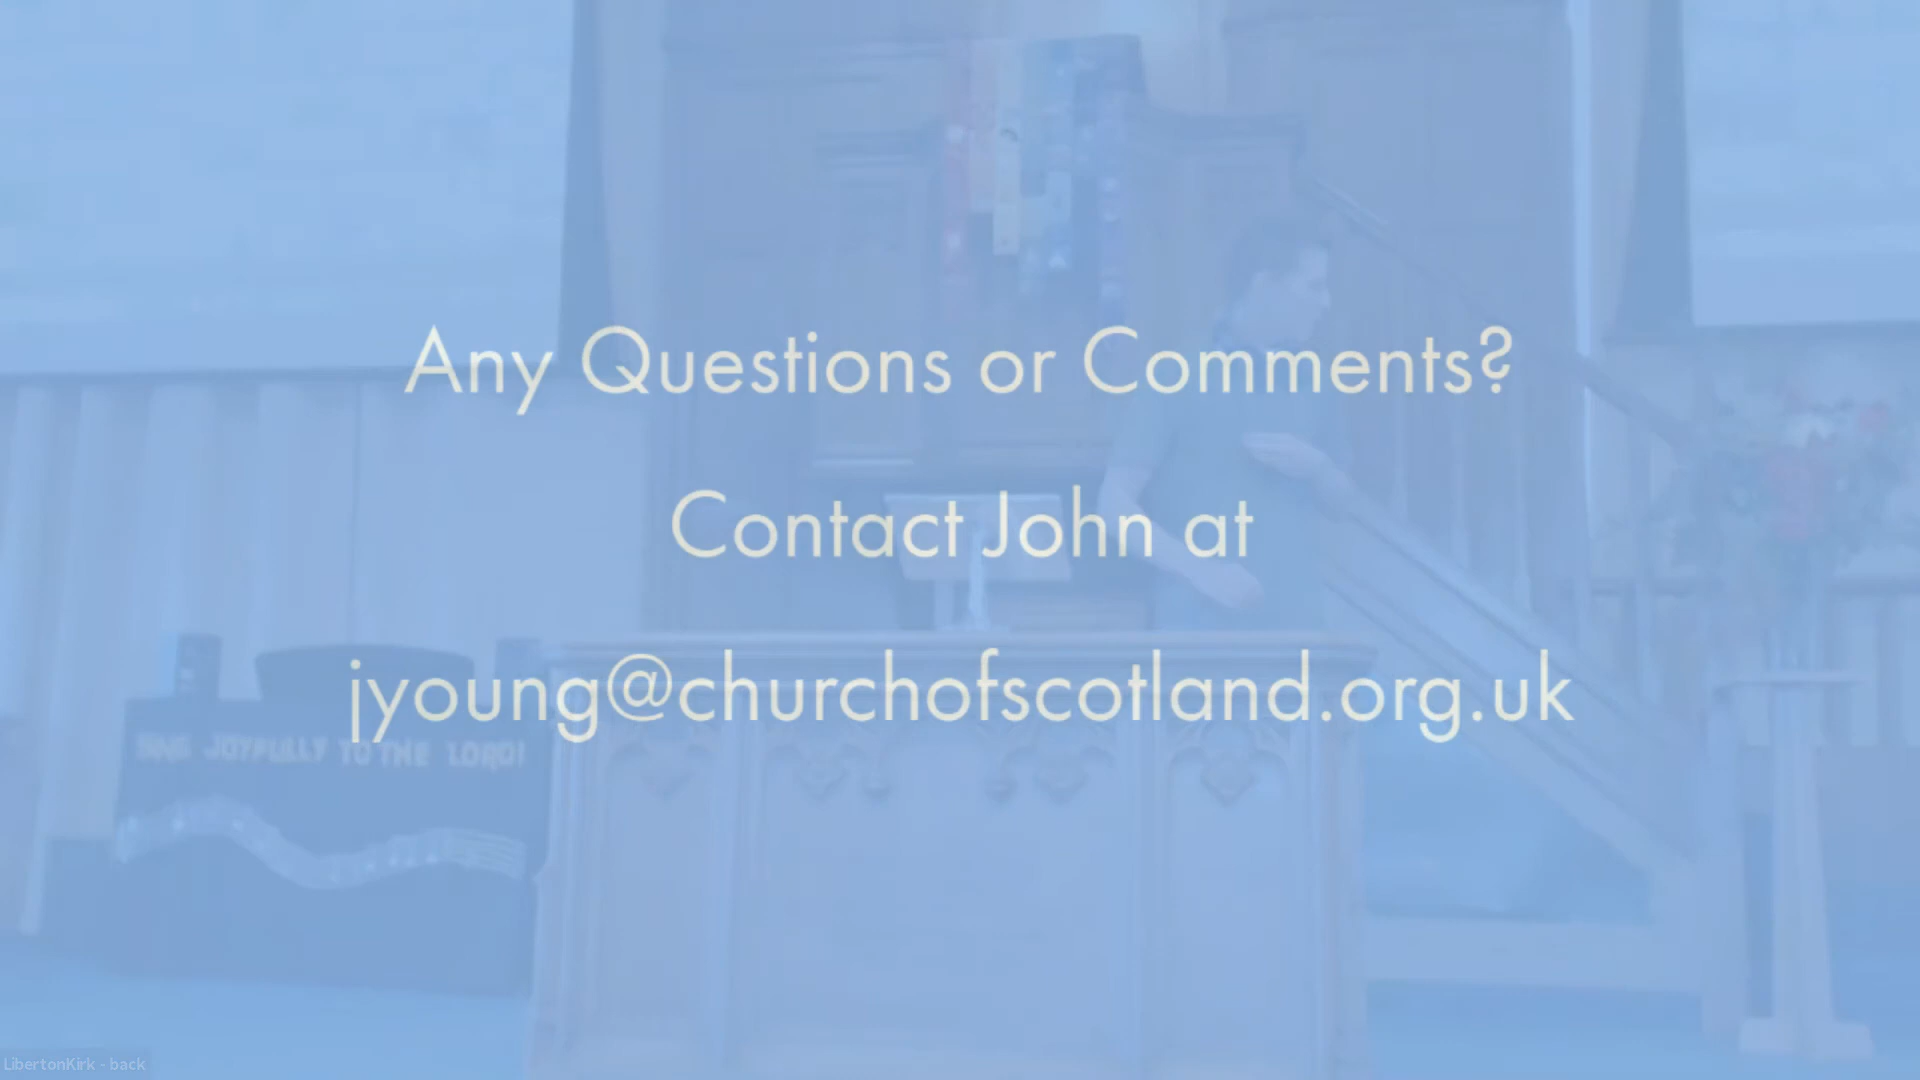 Any Questions or Comments?
Contact John at
jyoung@churchofscotland.org.uk
SING JOYFULLY TO THE LORD!
LibertonKirk - back